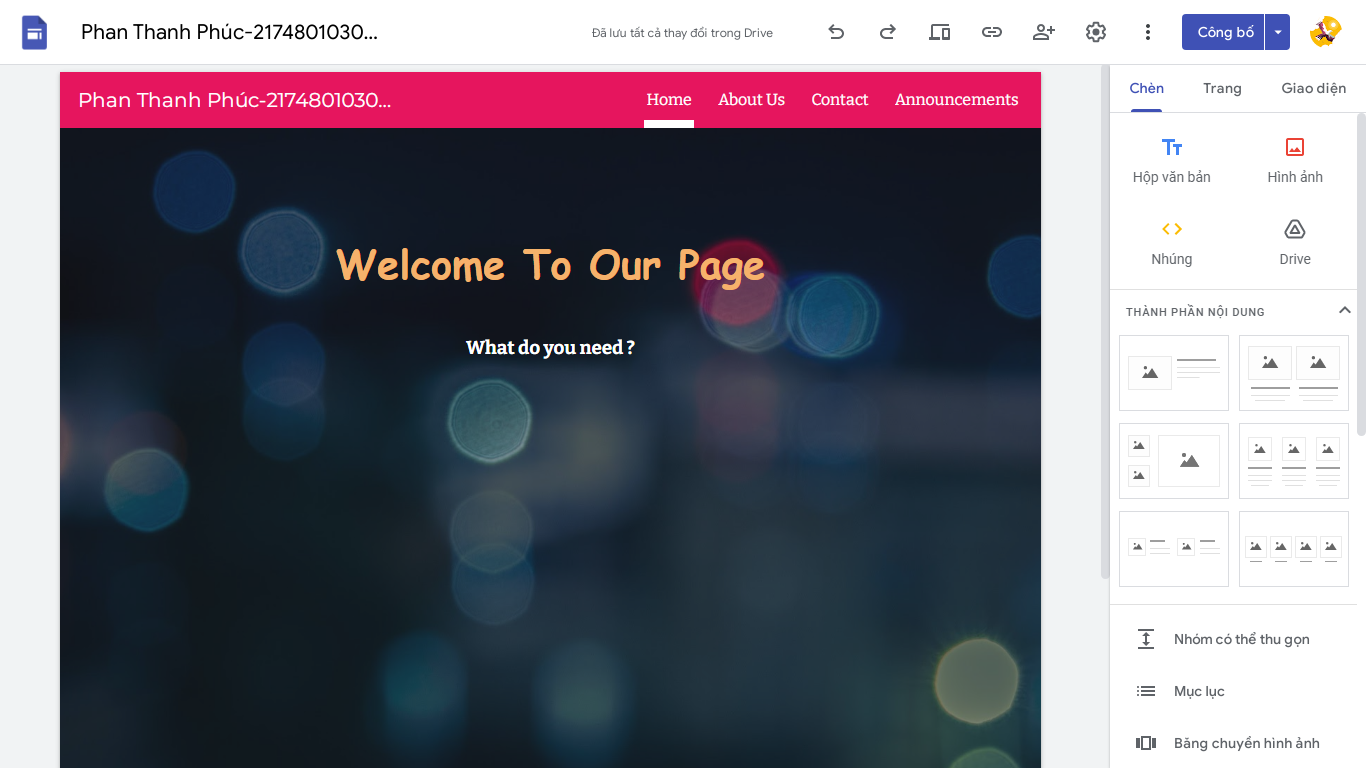 Phan Thanh Phúc-2174801030...
Đã lưu tất cả thay đổi trong Drive
Công bố
Phan Thanh Phúc-2174801030...
Home
About Us
Contact
Announcements
Welcome To Our Page
What do you need ?
Chèn
Trang
Giao diện
Hộp văn bản
Hình ảnh
Nhúng
Drive
THÀNH PHẦN NỘI DUNG
Nhóm có thể thu gọn
Mục lục
Băng chuyền hình ảnh